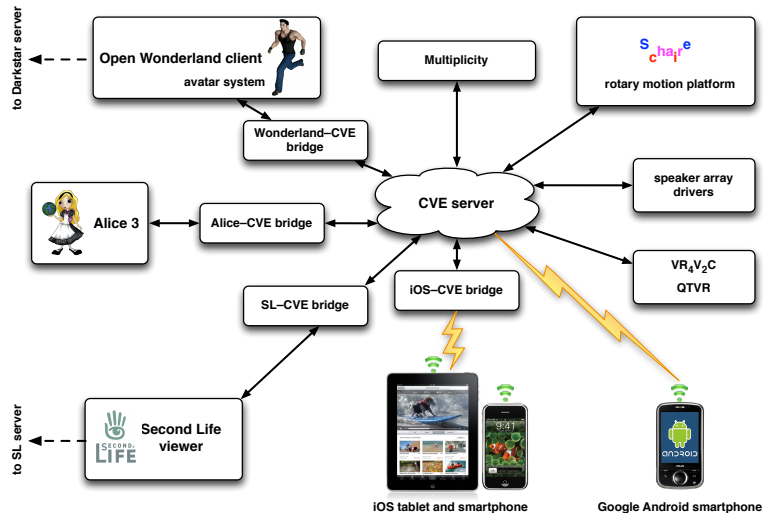 to Darkstar server
Open Wonderland client
avatar system
Multiplicity
Schaire
rotary motion platform
Wonderland–CVE
bridge
speaker array
drivers
CVE server
Alice 3
Alice–CVE bridge
VR₄V₂C
QTVR
SL–CVE bridge
iOS–CVE bridge
to SL server
SECOND
LIFE
Second Life
viewer
9:41
ANDROID
iOS tablet and smartphone
Google Android smartphone